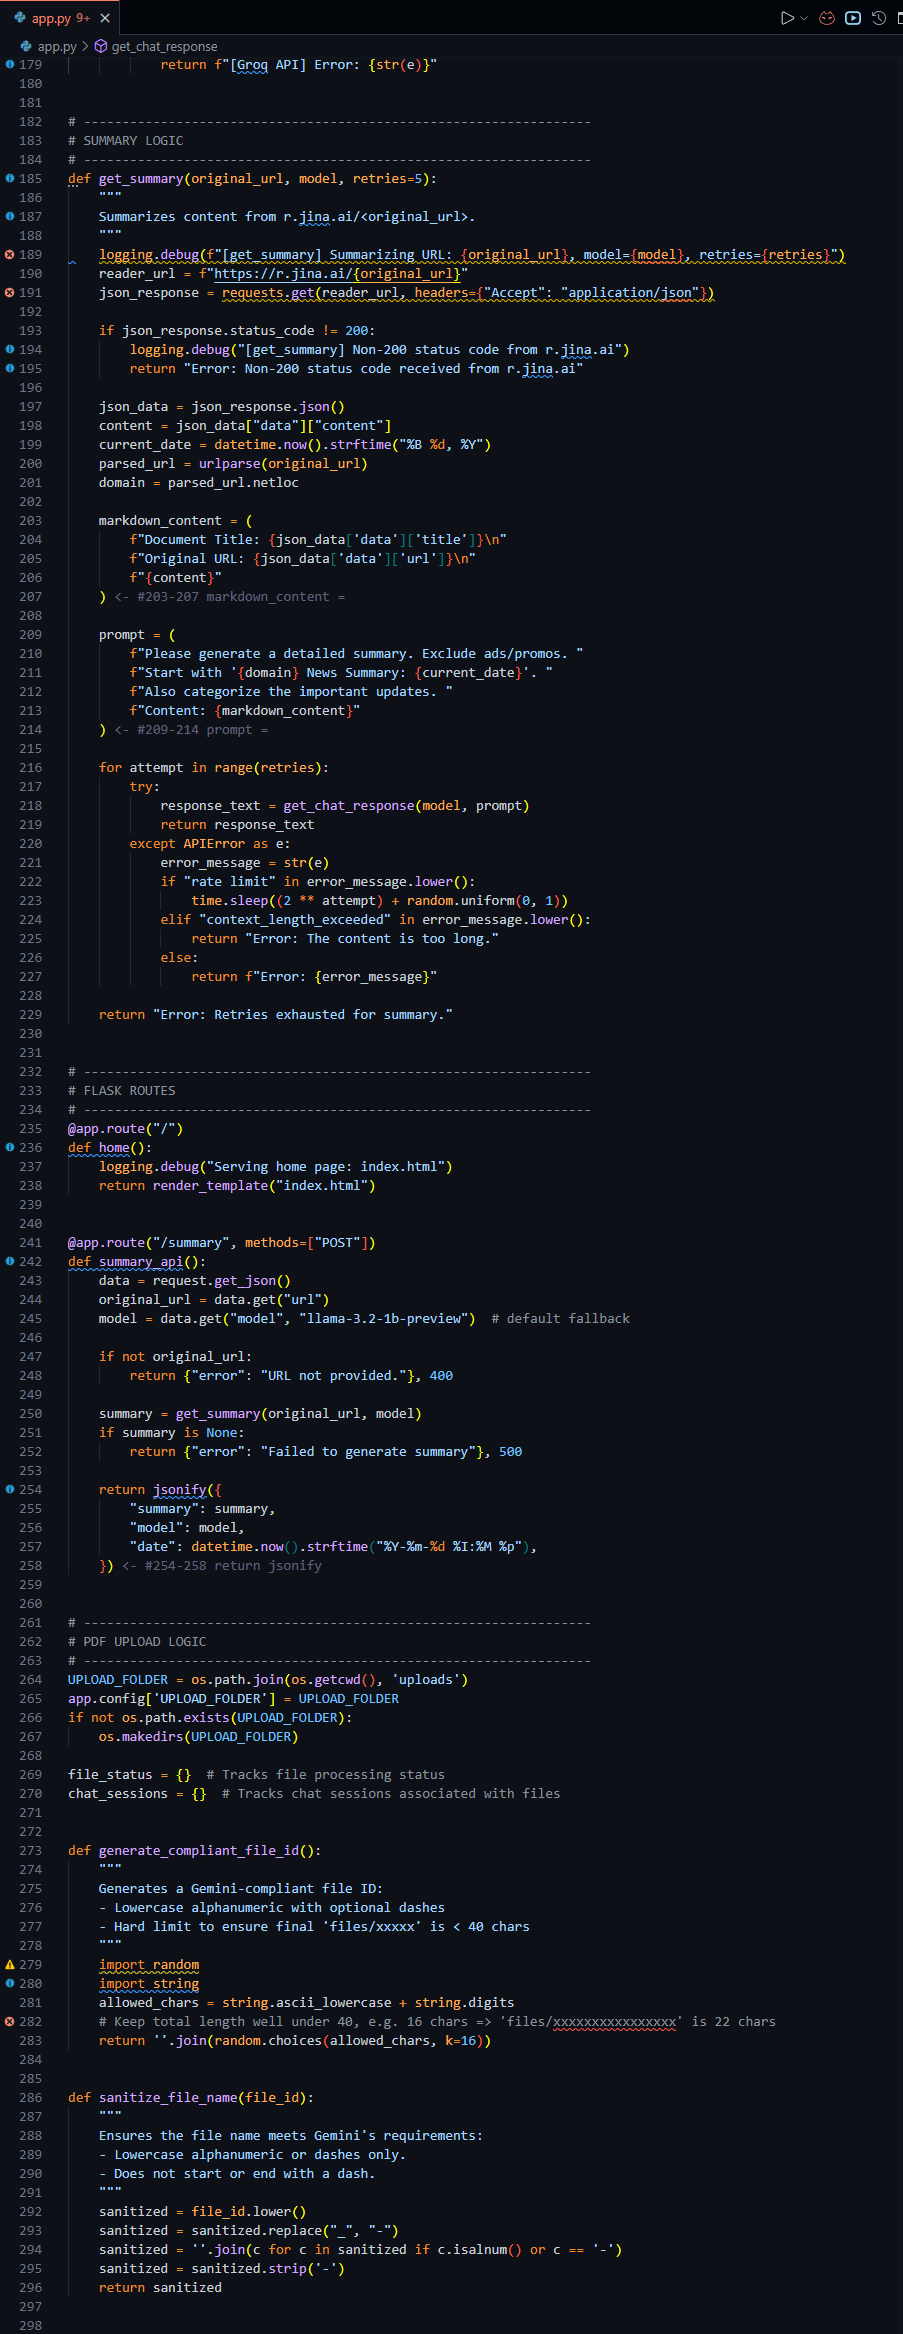 app.py 9+
app.py > get_chat_response
179 return f"[Groq API] Error: {str(e)}"
180
181
182 # ------------------------------------------------------------------
183 # SUMMARY LOGIC
184 # ------------------------------------------------------------------
185 def get_summary(original_url, model, retries=5):
186 """
187 Summarizes content from r.jina.ai/<original_url>.
188 """
189 logging.debug(f"[get_summary] Summarizing URL: {original_url}, model={model}, retries={retries}")
190 reader_url = f"https://r.jina.ai/{original_url}"
191 json_response = requests.get(reader_url, headers={"Accept": "application/json"})
192
193 if json_response.status_code != 200:
194 logging.debug("[get_summary] Non-200 status code from r.jina.ai")
195 return "Error: Non-200 status code received from r.jina.ai"
196
197 json_data = json_response.json()
198 content = json_data["data"]["content"]
199 current_date = datetime.now().strftime("%B %d, %Y")
200 parsed_url = urlparse(original_url)
201 domain = parsed_url.netloc
202
203 markdown_content = (
204 f"Document Title: {json_data['data']['title']}\n"
205 f"Original URL: {json_data['data']['url']}\n"
206 f"{content}"
207 ) <- #203-207 markdown_content =
208
209 prompt = (
210 f"Please generate a detailed summary. Exclude ads/promos. "
211 f"Start with '{domain} News Summary: {current_date}'. "
212 f"Also categorize the important updates. "
213 f"Content: {markdown_content}"
214 ) <- #209-214 prompt =
215
216 for attempt in range(retries):
217 try:
218 response_text = get_chat_response(model, prompt)
219 return response_text
220 except APIError as e:
221 error_message = str(e)
222 if "rate limit" in error_message.lower():
223 time.sleep((2 ** attempt) + random.uniform(0, 1))
224 elif "context_length_exceeded" in error_message.lower():
225 return "Error: The content is too long."
226 else:
227 return f"Error: {error_message}"
228
229 return "Error: Retries exhausted for summary."
230
231
232 # ------------------------------------------------------------------
233 # FLASK ROUTES
234 # ------------------------------------------------------------------
235 @app.route("/")
236 def home():
237 logging.debug("Serving home page: index.html")
238 return render_template("index.html")
239
240
241 @app.route("/summary", methods=["POST"])
242 def summary_api():
243 data = request.get_json()
244 original_url = data.get("url")
245 model = data.get("model", "llama-3.2-1b-preview")  # default fallback
246
247 if not original_url:
248 return {"error": "URL not provided."}, 400
249
250 summary = get_summary(original_url, model)
251 if summary is None:
252 return {"error": "Failed to generate summary"}, 500
253
254 return jsonify({
255 "summary": summary,
256 "model": model,
257 "date": datetime.now().strftime("%Y-%m-%d %I:%M %p"),
258 }) <- #254-258 return jsonify
259
260
261 # ------------------------------------------------------------------
262 # PDF UPLOAD LOGIC
263 # ------------------------------------------------------------------
264 UPLOAD_FOLDER = os.path.join(os.getcwd(), 'uploads')
265 app.config['UPLOAD_FOLDER'] = UPLOAD_FOLDER
266 if not os.path.exists(UPLOAD_FOLDER):
267 os.makedirs(UPLOAD_FOLDER)
268
269 file_status = {}  # Tracks file processing status
270 chat_sessions = {}  # Tracks chat sessions associated with files
271
272
273 def generate_compliant_file_id():
274 """
275 Generates a Gemini-compliant file ID:
276 - Lowercase alphanumeric with optional dashes
277 - Hard limit to ensure final 'files/xxxxx' is < 40 chars
278 """
279 import random
280 import string
281 allowed_chars = string.ascii_lowercase + string.digits
282 # Keep total length well under 40, e.g. 16 chars => 'files/xxxxxxxxxxxxxxxx' is 22 chars
283 return ''.join(random.choices(allowed_chars, k=16))
284
285
286 def sanitize_file_name(file_id):
287 """
288 Ensures the file name meets Gemini's requirements:
289 - Lowercase alphanumeric or dashes only.
290 - Does not start or end with a dash.
291 """
292 sanitized = file_id.lower()
293 sanitized = sanitized.replace("_", "-")
294 sanitized = ''.join(c for c in sanitized if c.isalnum() or c == '-')
295 sanitized = sanitized.strip('-')
296 return sanitized
297
298